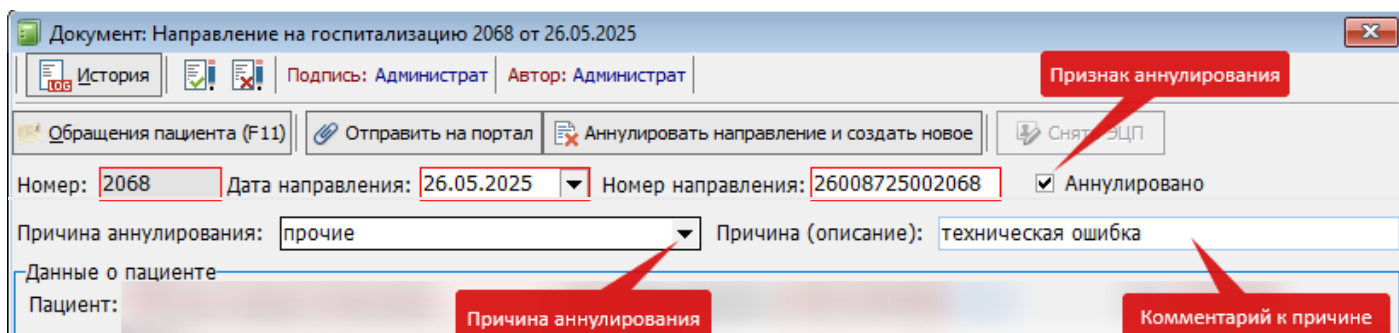 Документ: Направление на госпитализацию 2068 от 26.05.2025
LOG История Подпись: Администрат Автор: Администрат
Признак аннулирования
Обращения пациента (F11) Отправить на портал Аннулировать направление и создать новое Снять ЭЦП
Номер: 2068 Дата направления: 26.05.2025 Номер направления: 26008725002068 Аннулировано
Причина аннулирования: прочие Причина (описание): техническая ошибка
Данные о пациенте
Пациент:
Причина аннулирования Комментарий к причине